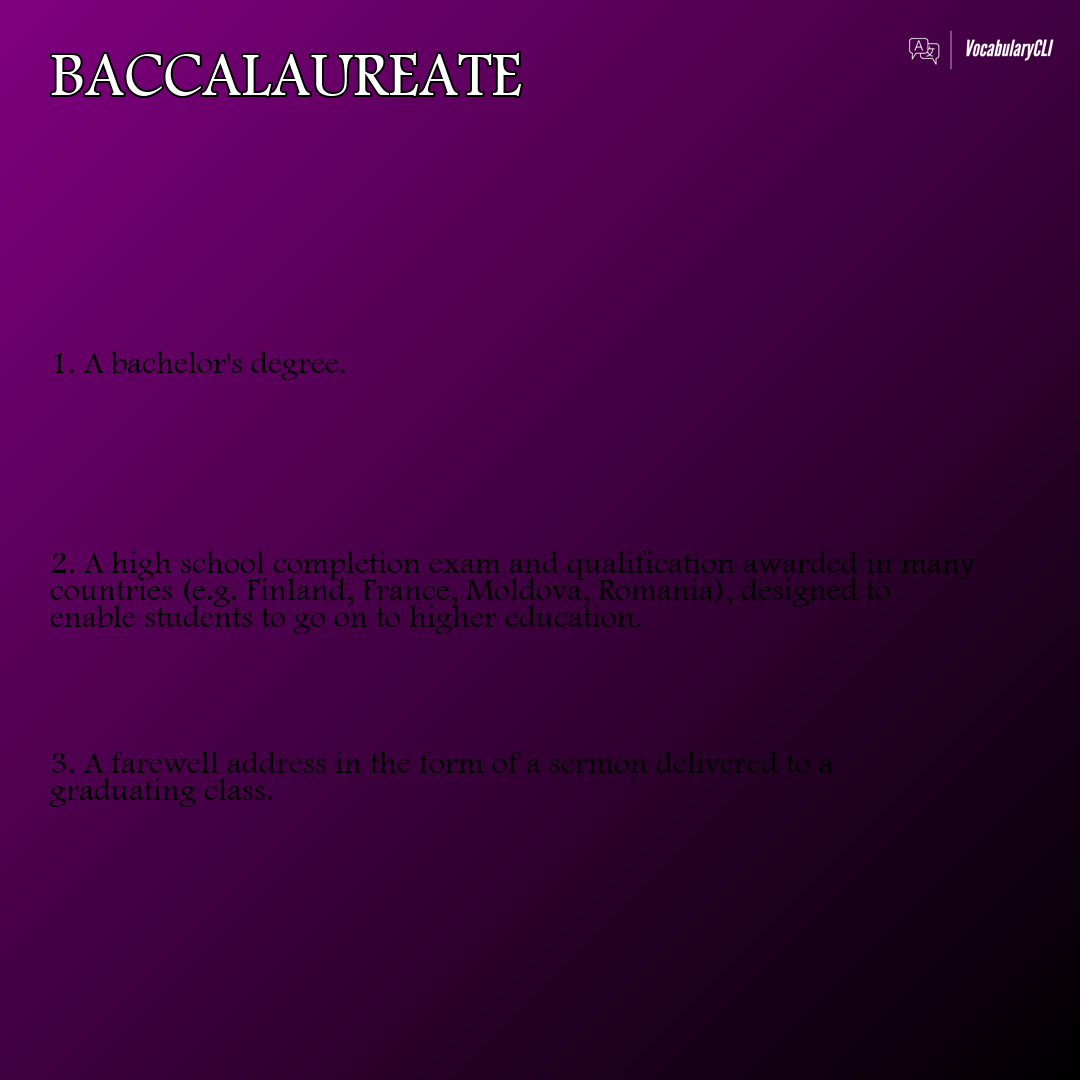 BACCALAUREATE
VocabularyCLI
1. A bachelor's degree.
2. A high school completion exam and qualification awarded in many
countries (e.g. Finland, France, Moldova, Romania), designed to
enable students to go on to higher education.
3. A farewell address in the form of a sermon delivered to a
graduating class.